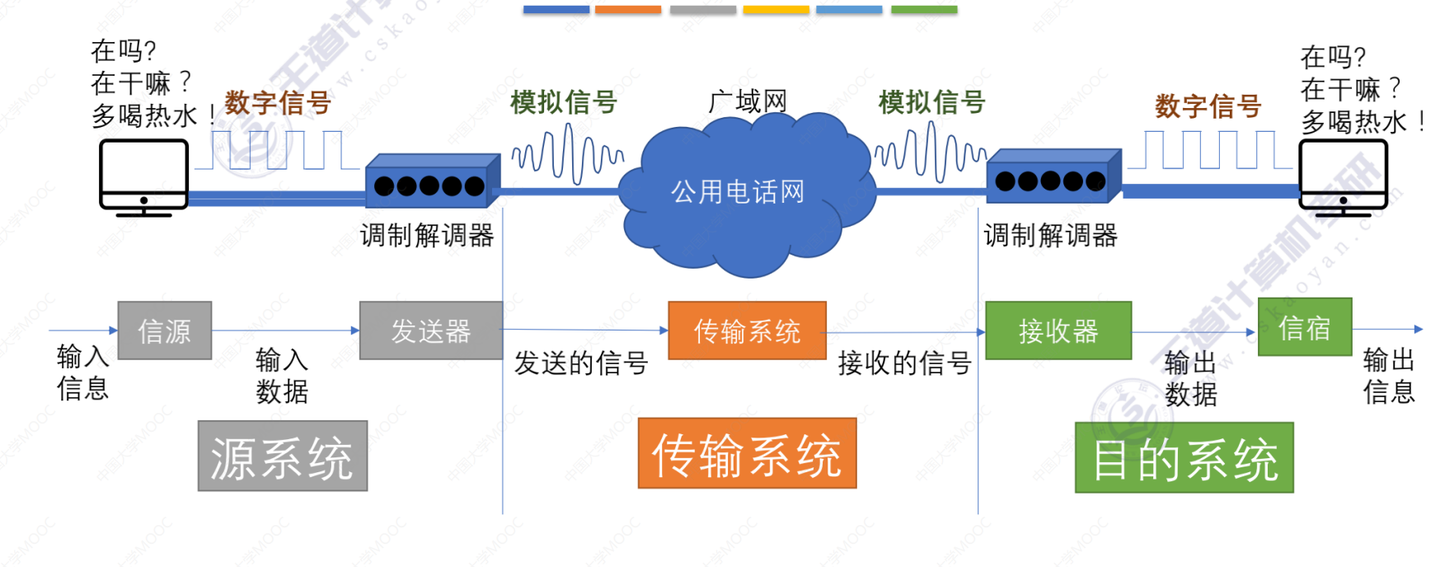 在吗?
在干嘛？
多喝热水！
数字信号
模拟信号
广域网
模拟信号
数字信号
在吗?
在干嘛？
多喝热水！
公用电话网
调制解调器
调制解调器
信源
发送器
传输系统
接收器
信宿
输入
信息
输入
数据
发送的信号
接收的信号
输出
数据
输出
信息
源系统
传输系统
目的系统
王道计算机考研
www.cskaoyan.com
中国大学MOOC